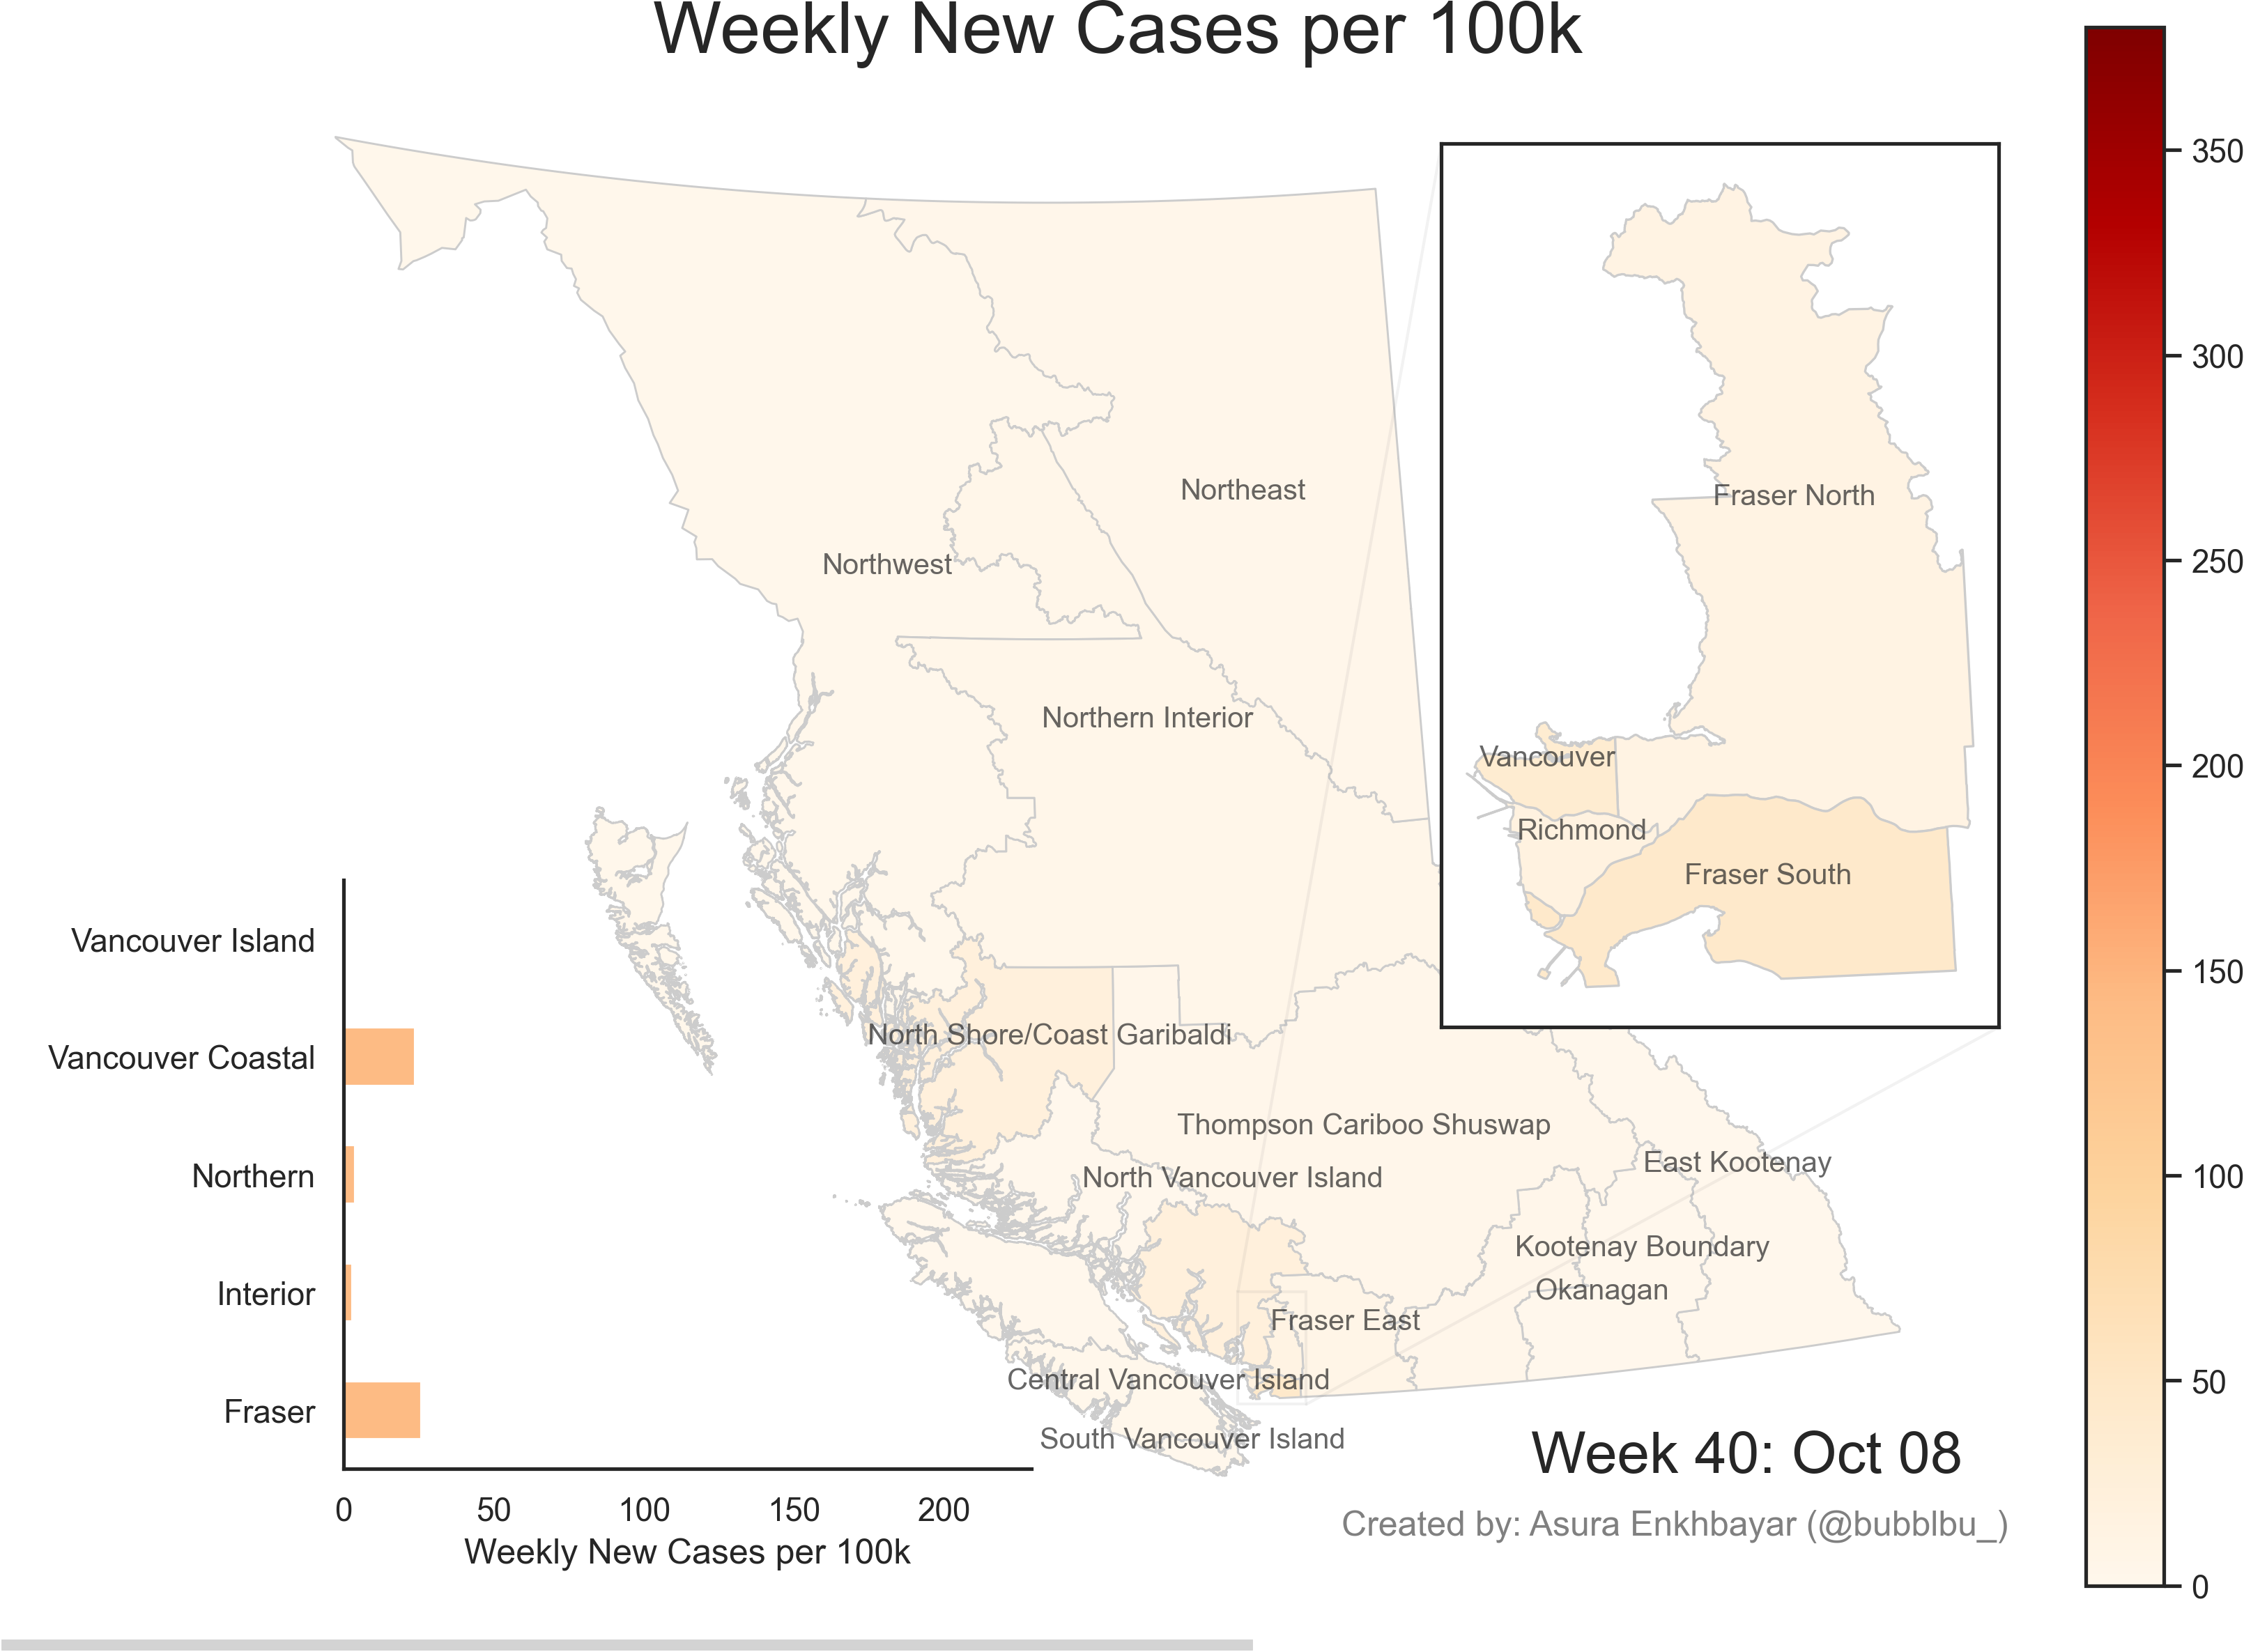 Weekly New Cases per 100k
350
300
250
200
150
100
50
0
Northeast
Northwest
Northern Interior
North Shore/Coast Garibaldi
Thompson Cariboo Shuswap
North Vancouver Island
East Kootenay
Kootenay Boundary
Okanagan
Fraser East
Central Vancouver Island
South Vancouver Island
Fraser North
Vancouver
Richmond
Fraser South
Vancouver Island
Vancouver Coastal
Northern
Interior
Fraser
0 50 100 150 200
Weekly New Cases per 100k
Week 40: Oct 08
Created by: Asura Enkhbayar (@bubblbu_)